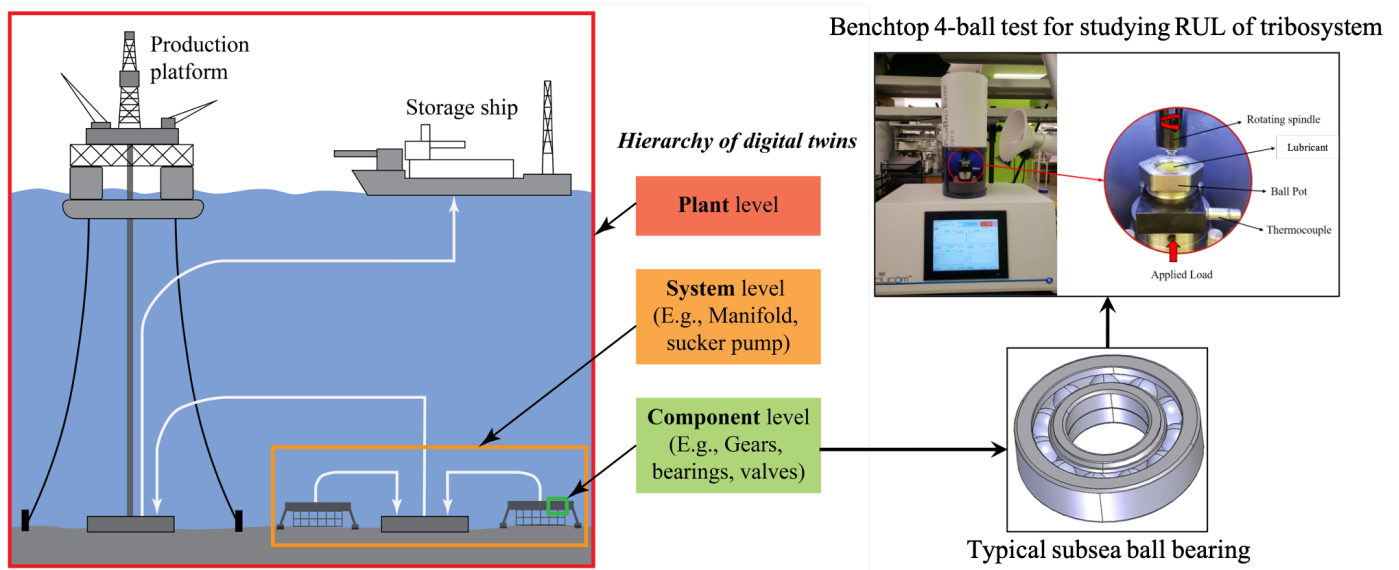 Benchtop 4-ball test for studying RUL of tribosystem
Production
platform
Storage ship
Hierarchy of digital twins
Plant level
System level
(E.g., Manifold,
sucker pump)
Component level
(E.g., Gears,
bearings, valves)
Rotating spindle
Lubricant
Ball Pot
Thermocouple
Applied Load
Typical subsea ball bearing